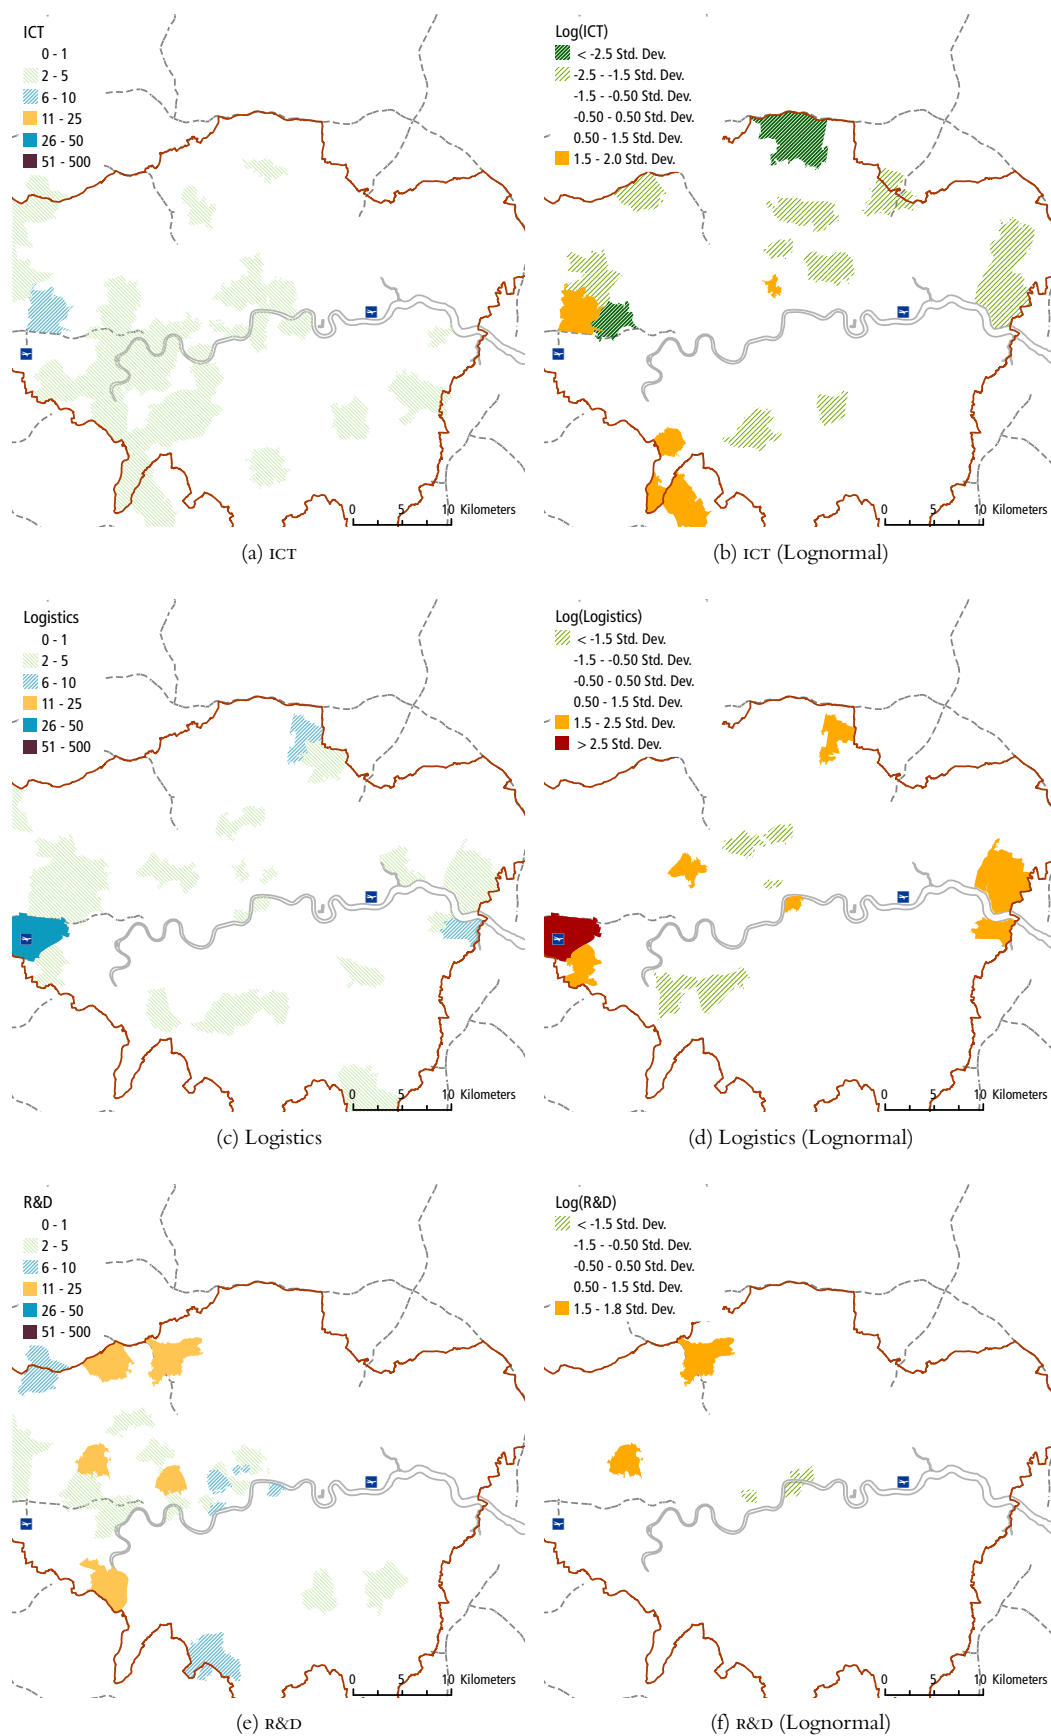 ICT
0 - 1
2 - 5
6 - 10
11 - 25
26 - 50
51 - 500
0 5 10 Kilometers
(a) ICT
Log(ICT)
< -2.5 Std. Dev.
-2.5 - -1.5 Std. Dev.
-1.5 - -0.50 Std. Dev.
-0.50 - 0.50 Std. Dev.
0.50 - 1.5 Std. Dev.
1.5 - 2.0 Std. Dev.
0 5 10 Kilometers
(b) ICT (Lognormal)
Logistics
0 - 1
2 - 5
6 - 10
11 - 25
26 - 50
51 - 500
0 5 10 Kilometers
(c) Logistics
Log(Logistics)
< -1.5 Std. Dev.
-1.5 - -0.50 Std. Dev.
-0.50 - 0.50 Std. Dev.
0.50 - 1.5 Std. Dev.
1.5 - 2.5 Std. Dev.
> 2.5 Std. Dev.
0 5 10 Kilometers
(d) Logistics (Lognormal)
R&D
0 - 1
2 - 5
6 - 10
11 - 25
26 - 50
51 - 500
0 5 10 Kilometers
(e) R&D
Log(R&D)
< -1.5 Std. Dev.
-1.5 - -0.50 Std. Dev.
-0.50 - 0.50 Std. Dev.
0.50 - 1.5 Std. Dev.
1.5 - 1.8 Std. Dev.
0 5 10 Kilometers
(f) R&D (Lognormal)